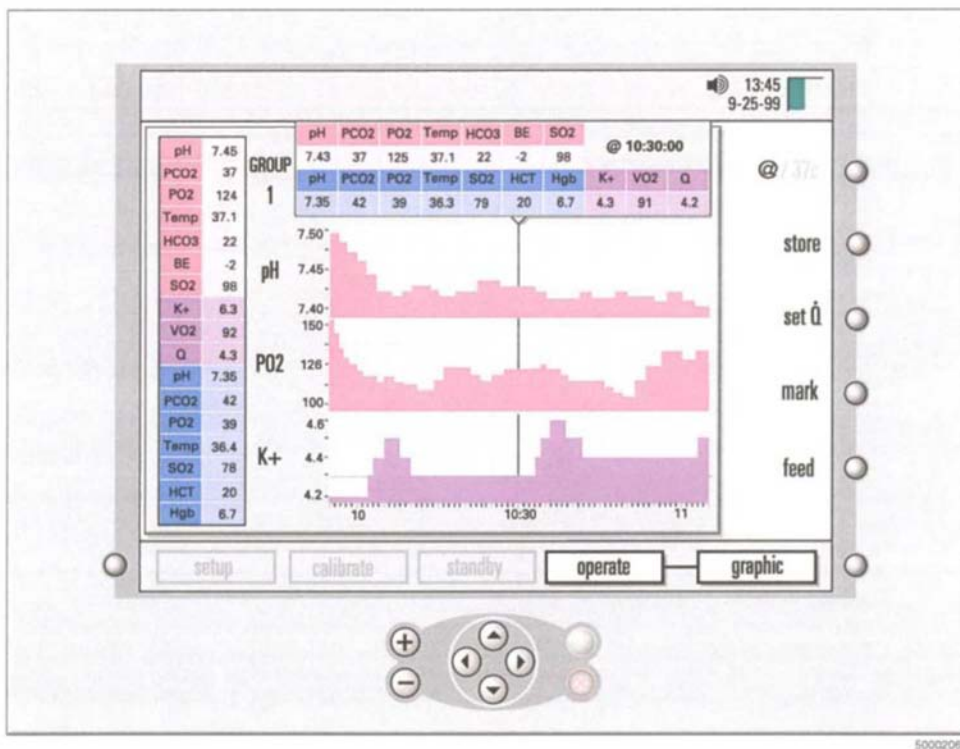 13:45
9-25-99
pH 7.45
PCO2 37
PO2 124
Temp 37.1
HCO3 22
BE -2
SO2 98
K+ 6.3
VO2 92
Q 4.3
pH 7.35
PCO2 42
PO2 39
Temp 36.4
SO2 78
HCT 20
Hgb 6.7
GROUP
1
pH PCO2 PO2 Temp HCO3 BE SO2
7.43 37 125 37.1 22 -2 98
@ 10:30:00
pH PCO2 PO2 Temp SO2 HCT Hgb K+ VO2 Q
7.35 42 39 36.3 79 20 6.7 4.3 91 4.2
pH
7.50
7.45
7.40
PO2
150
126
100
K+
4.6
4.4
4.2
10 10:30 11
@ / 37c
store
set Q̇
mark
feed
setup calibrate standby operate graphic
+
−
5000206